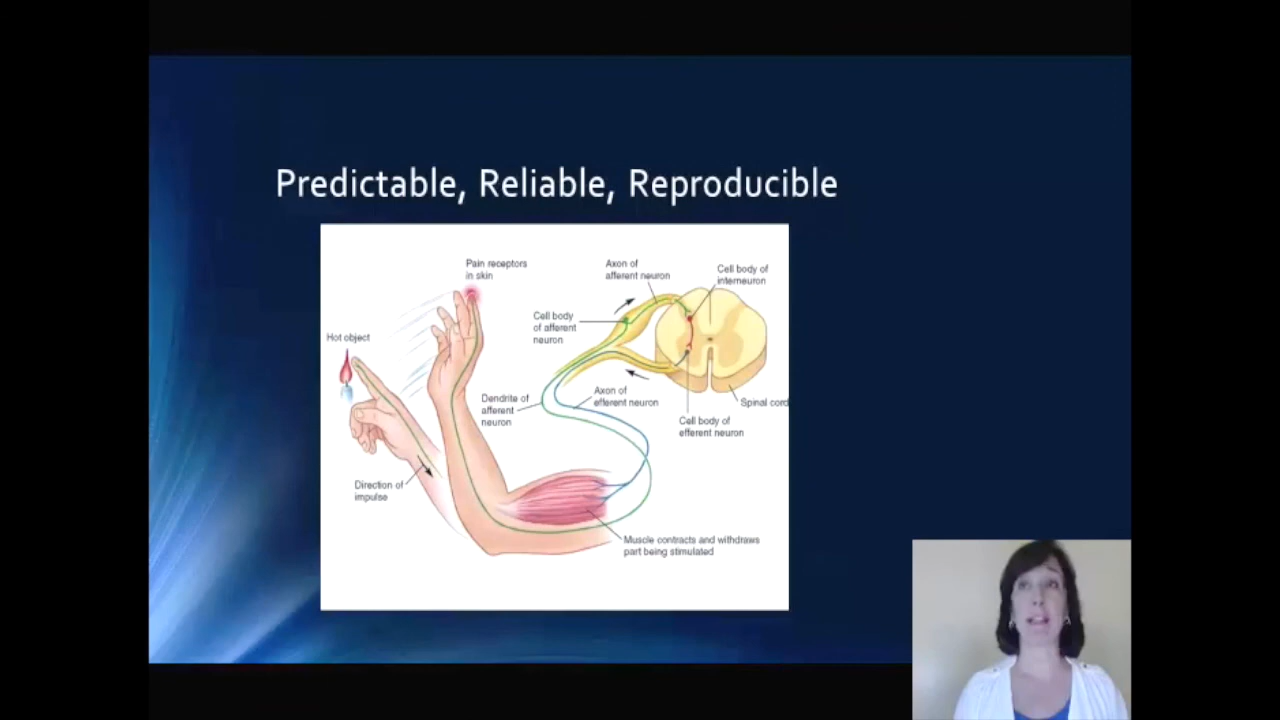 Predictable, Reliable, Reproducible
Pain receptors
in skin
Axon of
afferent neuron
Cell body of
interneuron
Cell body
of afferent
neuron
Hot object
Dendrite of
afferent
neuron
Axon of
efferent neuron
Spinal cord
Cell body of
efferent neuron
Direction of
impulse
Muscle contracts and withdraws
part being stimulated